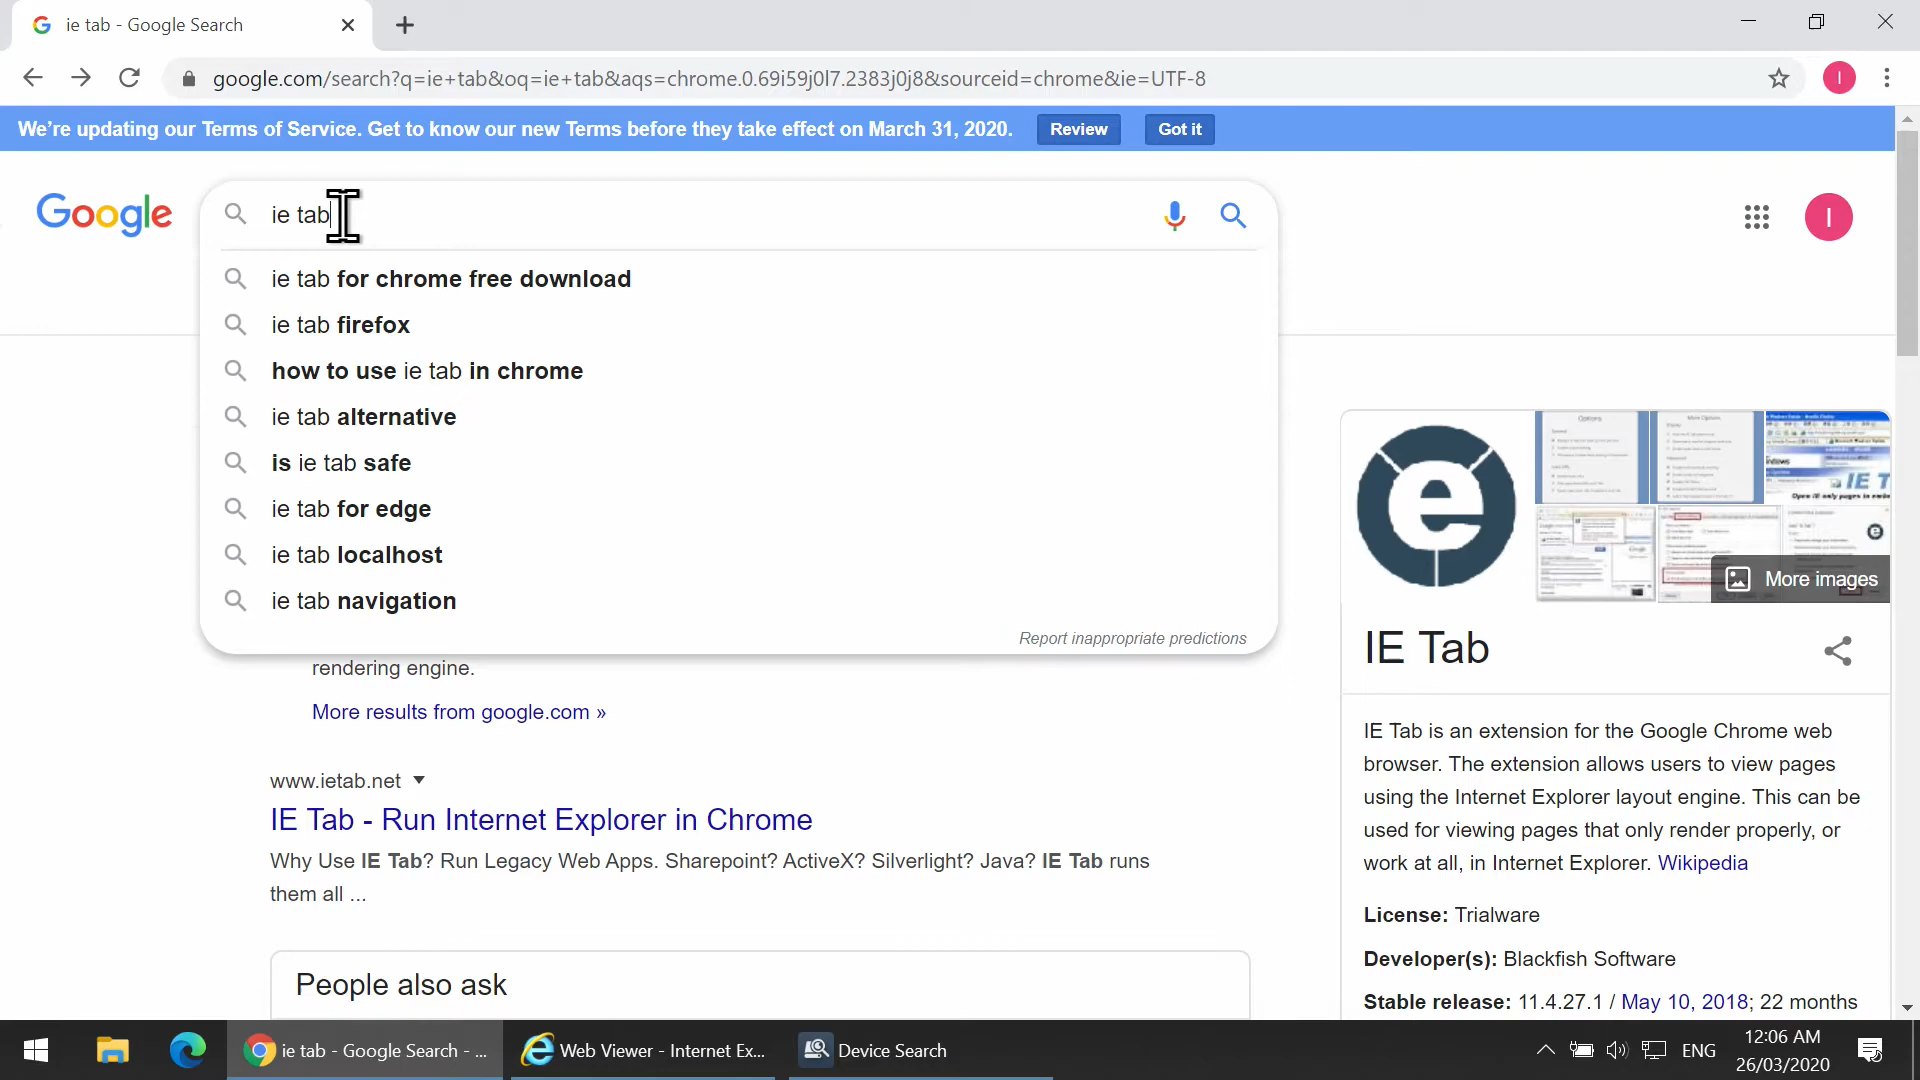 ie tab - Google Search
google.com/search?q=ie+tab&oq=ie+tab&aqs=chrome.0.69i59j0l7.2383j0j8&sourceid=chrome&ie=UTF-8
I
We're updating our Terms of Service. Get to know our new Terms before they take effect on March 31, 2020.
Review
Got it
Google
ie tab
I
ie tab for chrome free download
ie tab firefox
how to use ie tab in chrome
ie tab alternative
is ie tab safe
ie tab for edge
ie tab localhost
ie tab navigation
Report inappropriate predictions
rendering engine.
More results from google.com »
www.ietab.net
IE Tab - Run Internet Explorer in Chrome
Why Use IE Tab? Run Legacy Web Apps. Sharepoint? ActiveX? Silverlight? Java? IE Tab runs
them all ...
People also ask
More images
IE Tab
IE Tab is an extension for the Google Chrome web
browser. The extension allows users to view pages
using the Internet Explorer layout engine. This can be
used for viewing pages that only render properly, or
work at all, in Internet Explorer. Wikipedia
License: Trialware
Developer(s): Blackfish Software
Stable release: 11.4.27.1 / May 10, 2018; 22 months
ie tab - Google Search - ...
Web Viewer - Internet Ex...
Device Search
ENG
12:06 AM
26/03/2020